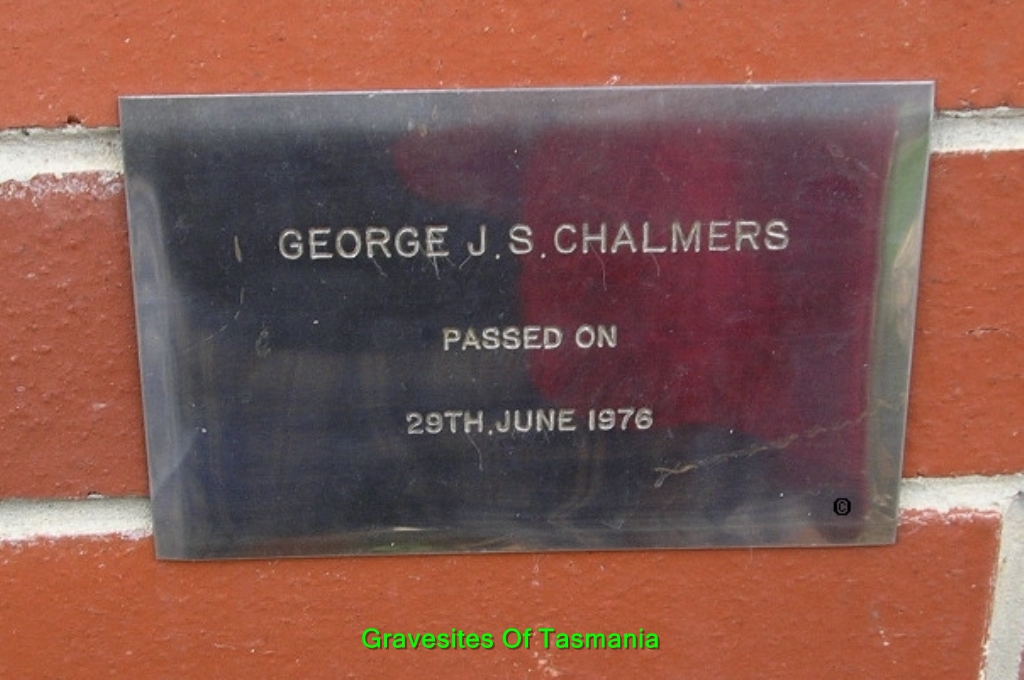 GEORGE J.S.CHALMERS
PASSED ON
29TH.JUNE 1976
©
Gravesites Of Tasmania